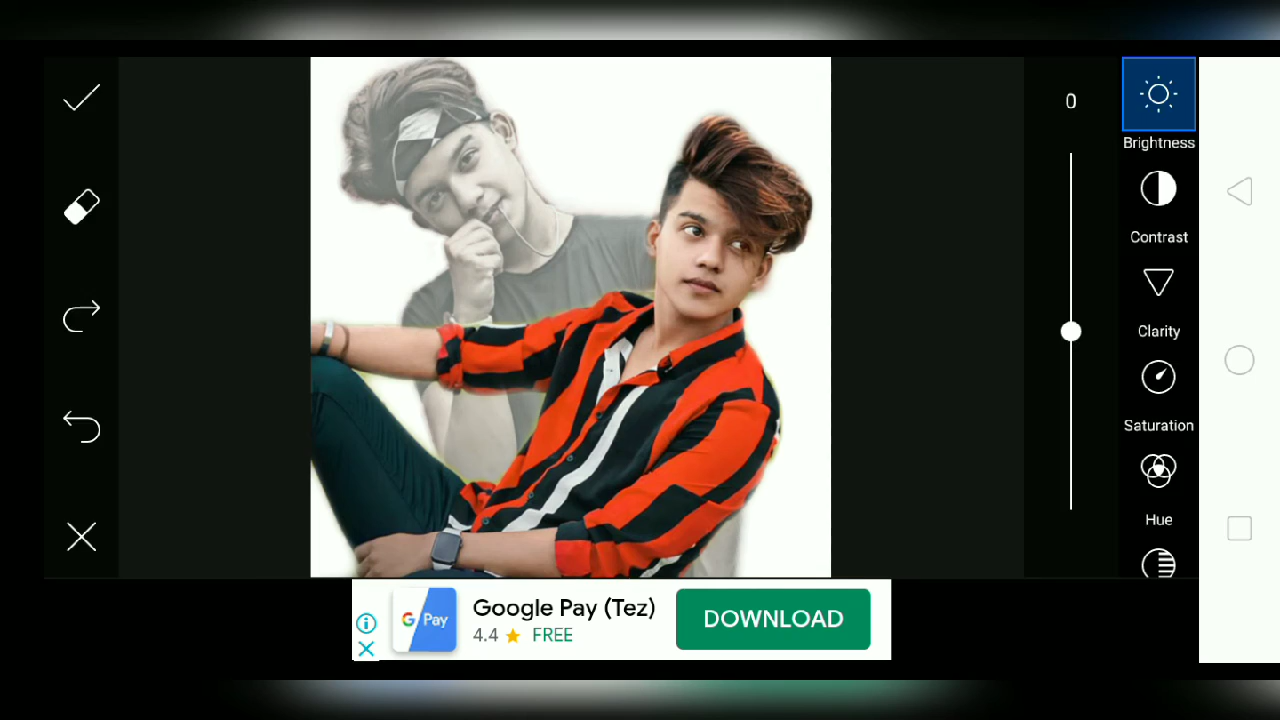 0
Brightness
Contrast
Clarity
Saturation
Hue
G Pay
Google Pay (Tez)
4.4 ★ FREE
DOWNLOAD